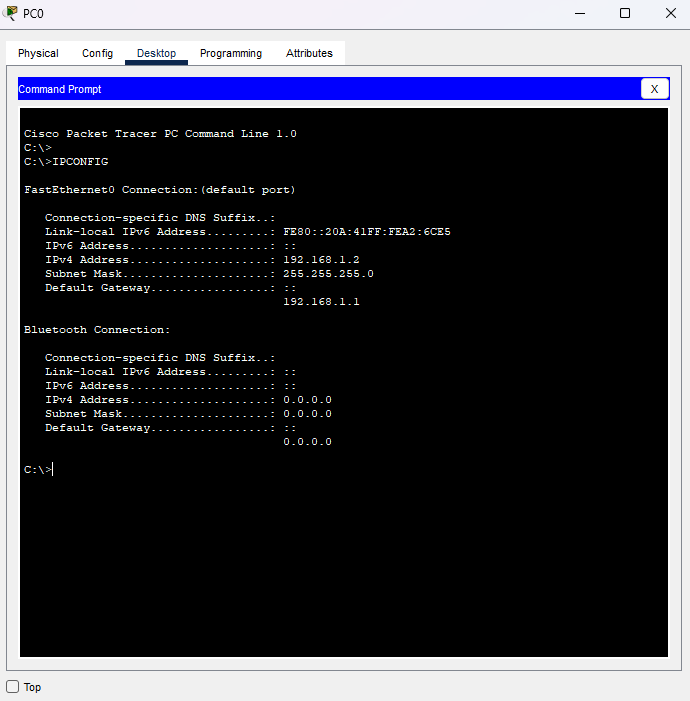 PC0
Physical Config Desktop Programming Attributes
Command Prompt X
Cisco Packet Tracer PC Command Line 1.0
C:\>
C:\>IPCONFIG
FastEthernet0 Connection:(default port)
Connection-specific DNS Suffix..:
Link-local IPv6 Address.........: FE80::20A:41FF:FEA2:6CE5
IPv6 Address....................: ::
IPv4 Address....................: 192.168.1.2
Subnet Mask.....................: 255.255.255.0
Default Gateway.................: ::
192.168.1.1
Bluetooth Connection:
Connection-specific DNS Suffix..:
Link-local IPv6 Address.........: ::
IPv6 Address....................: ::
IPv4 Address....................: 0.0.0.0
Subnet Mask.....................: 0.0.0.0
Default Gateway.................: ::
0.0.0.0
C:\>
Top